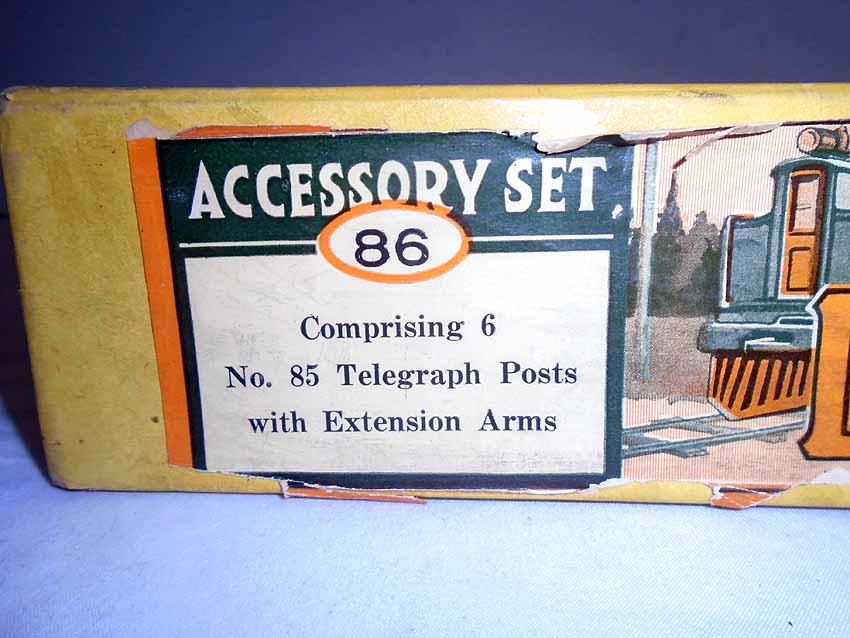 ACCESSORY SET,
86
Comprising 6
No. 85 Telegraph Posts
with Extension Arms